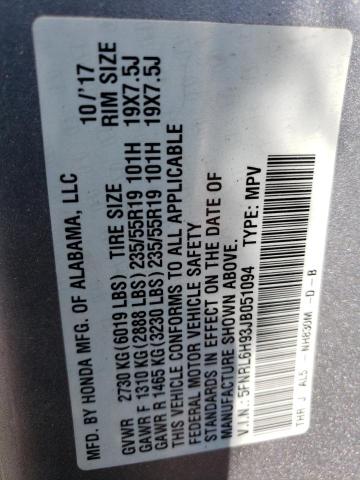 MFD. BY HONDA MFG. OF ALABAMA, LLC 10/'17
GVWR 2730 KG(6019 LBS) TIRE SIZE RIM SIZE
GAWR F 1310 KG(2888 LBS) 235/55R19 101H 19X7.5J
GAWR R 1465 KG(3230 LBS) 235/55R19 101H 19X7.5J
THIS VEHICLE CONFORMS TO ALL APPLICABLE
FEDERAL MOTOR VEHICLE SAFETY
STANDARDS IN EFFECT ON THE DATE OF
MANUFACTURE SHOWN ABOVE.
V.I.N.: 5FNRL6H93JB051094 TYPE: MPV
THR J AL5 - NH830M -D-B